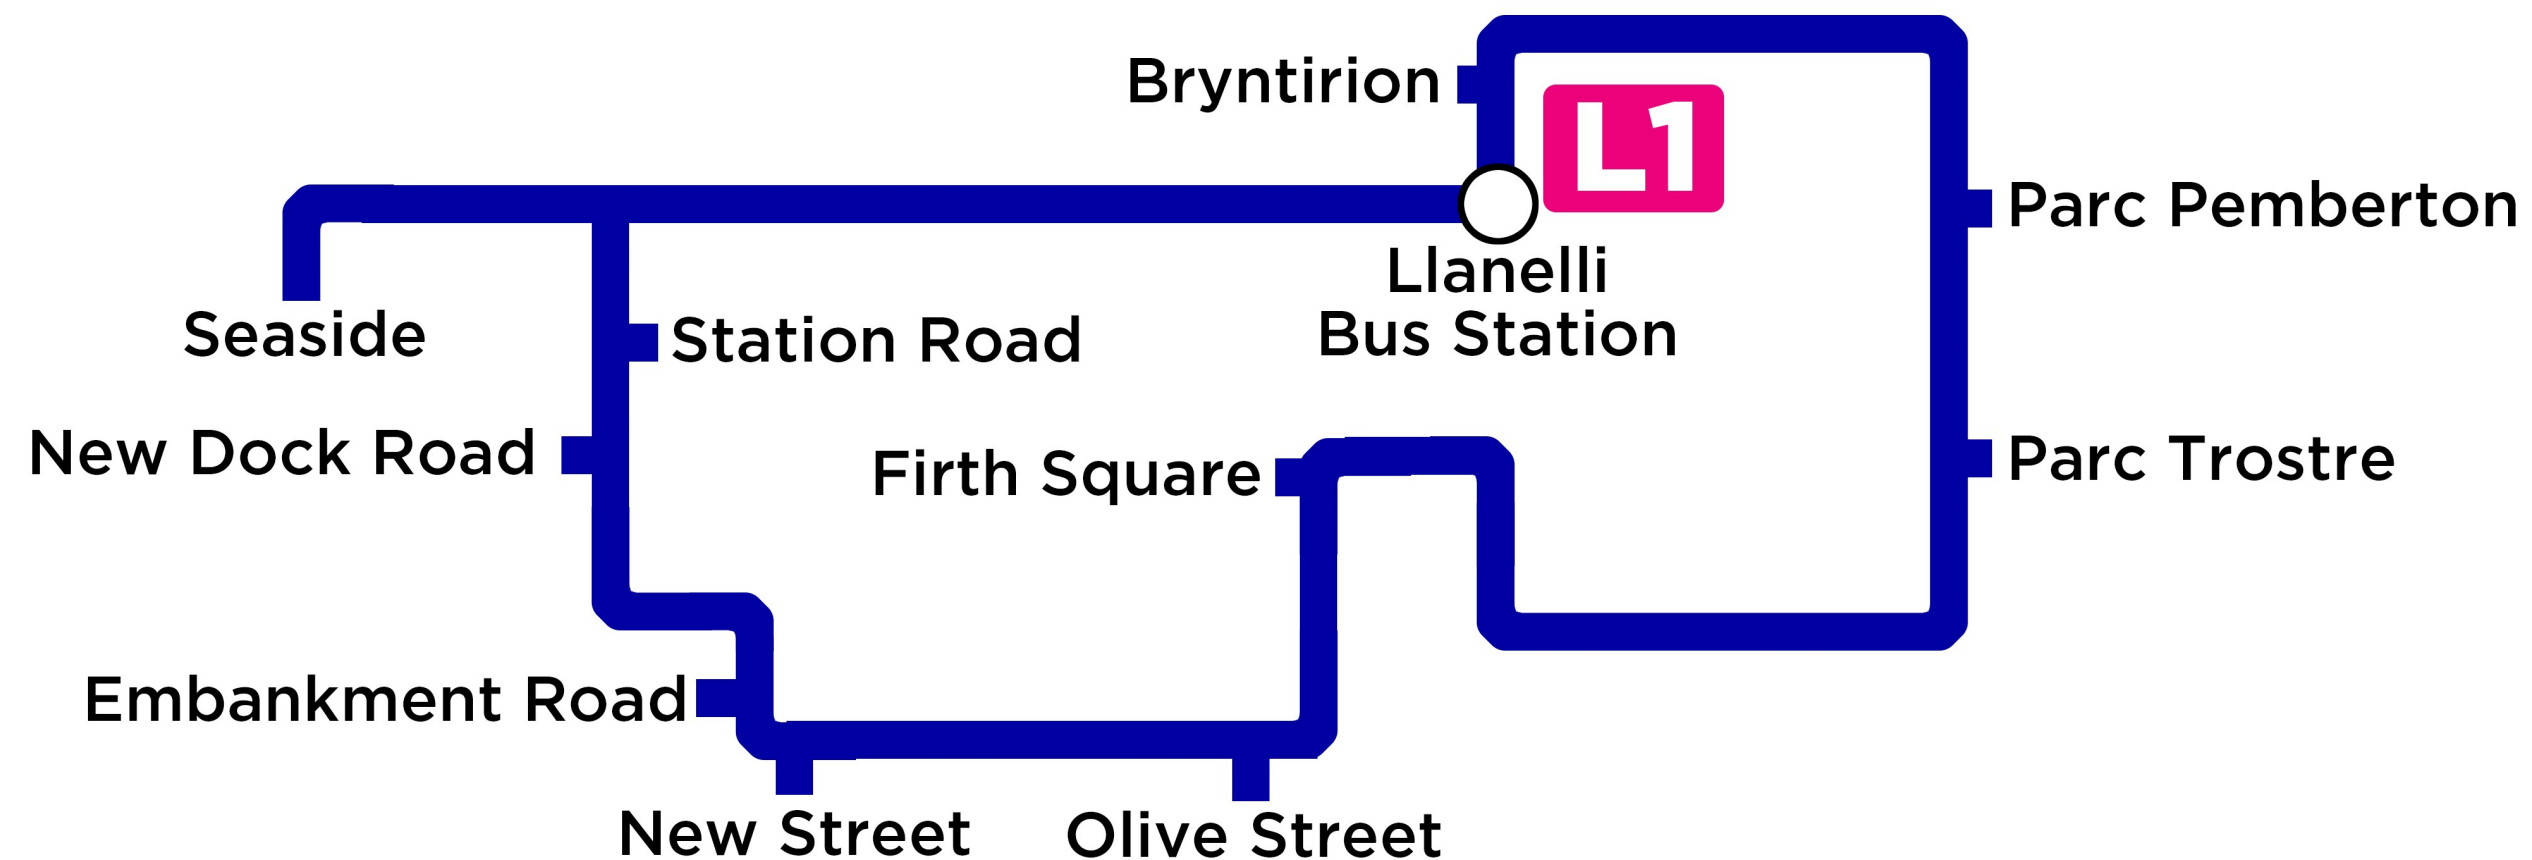 Bryntirion
L1
Parc Pemberton
Llanelli
Bus Station
Seaside
Station Road
New Dock Road
Firth Square
Parc Trostre
Embankment Road
New Street
Olive Street